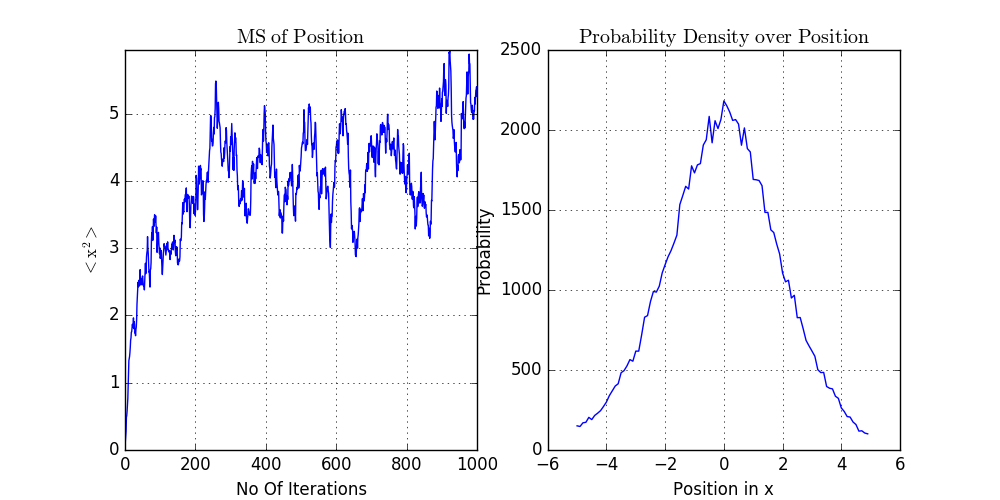 MS of Position
< x² >
5
4
3
2
1
0
0 200 400 600 800 1000
No Of Iterations
Probability Density over Position
Probability
2500
2000
1500
1000
500
0
−6 −4 −2 0 2 4 6
Position in x